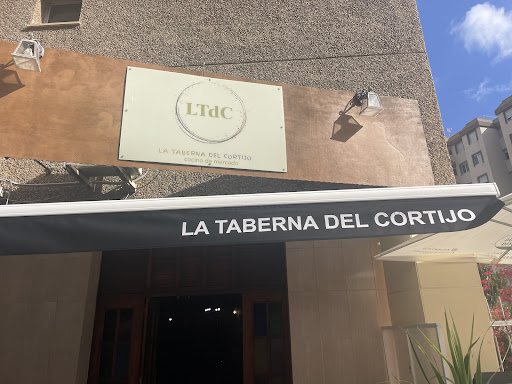 LTdC
LA TABERNA DEL CORTIJO
cocina de mercado
LA TABERNA DEL CORTIJO